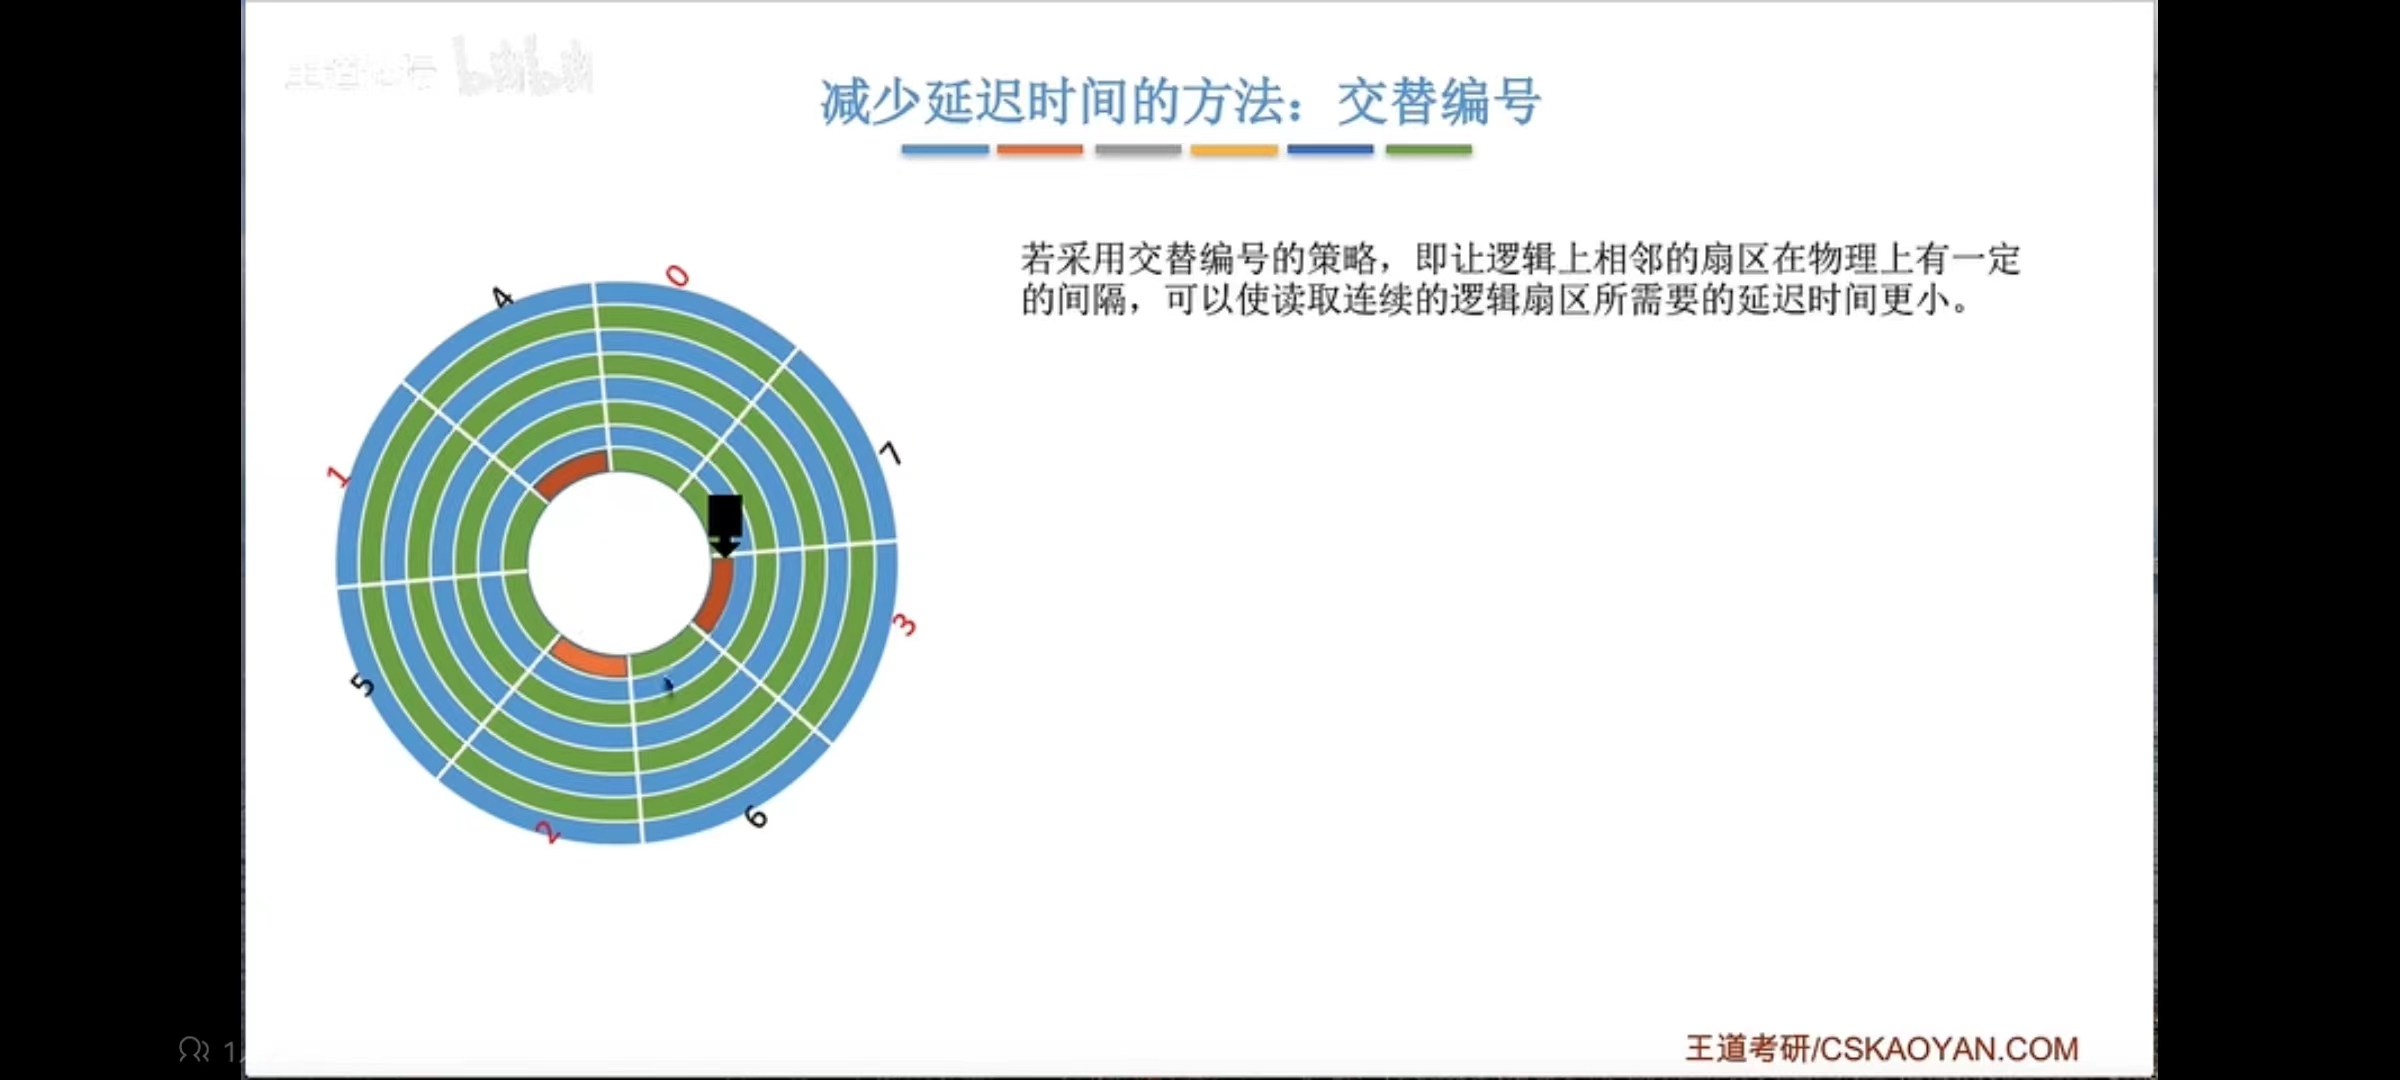 王道论坛 bilibili
减少延迟时间的方法：交替编号
若采用交替编号的策略，即让逻辑上相邻的扇区在物理上有一定
的间隔，可以使读取连续的逻辑扇区所需要的延迟时间更小。
0
4
7
1
3
5
6
2
王道考研/CSKAOYAN.COM
1